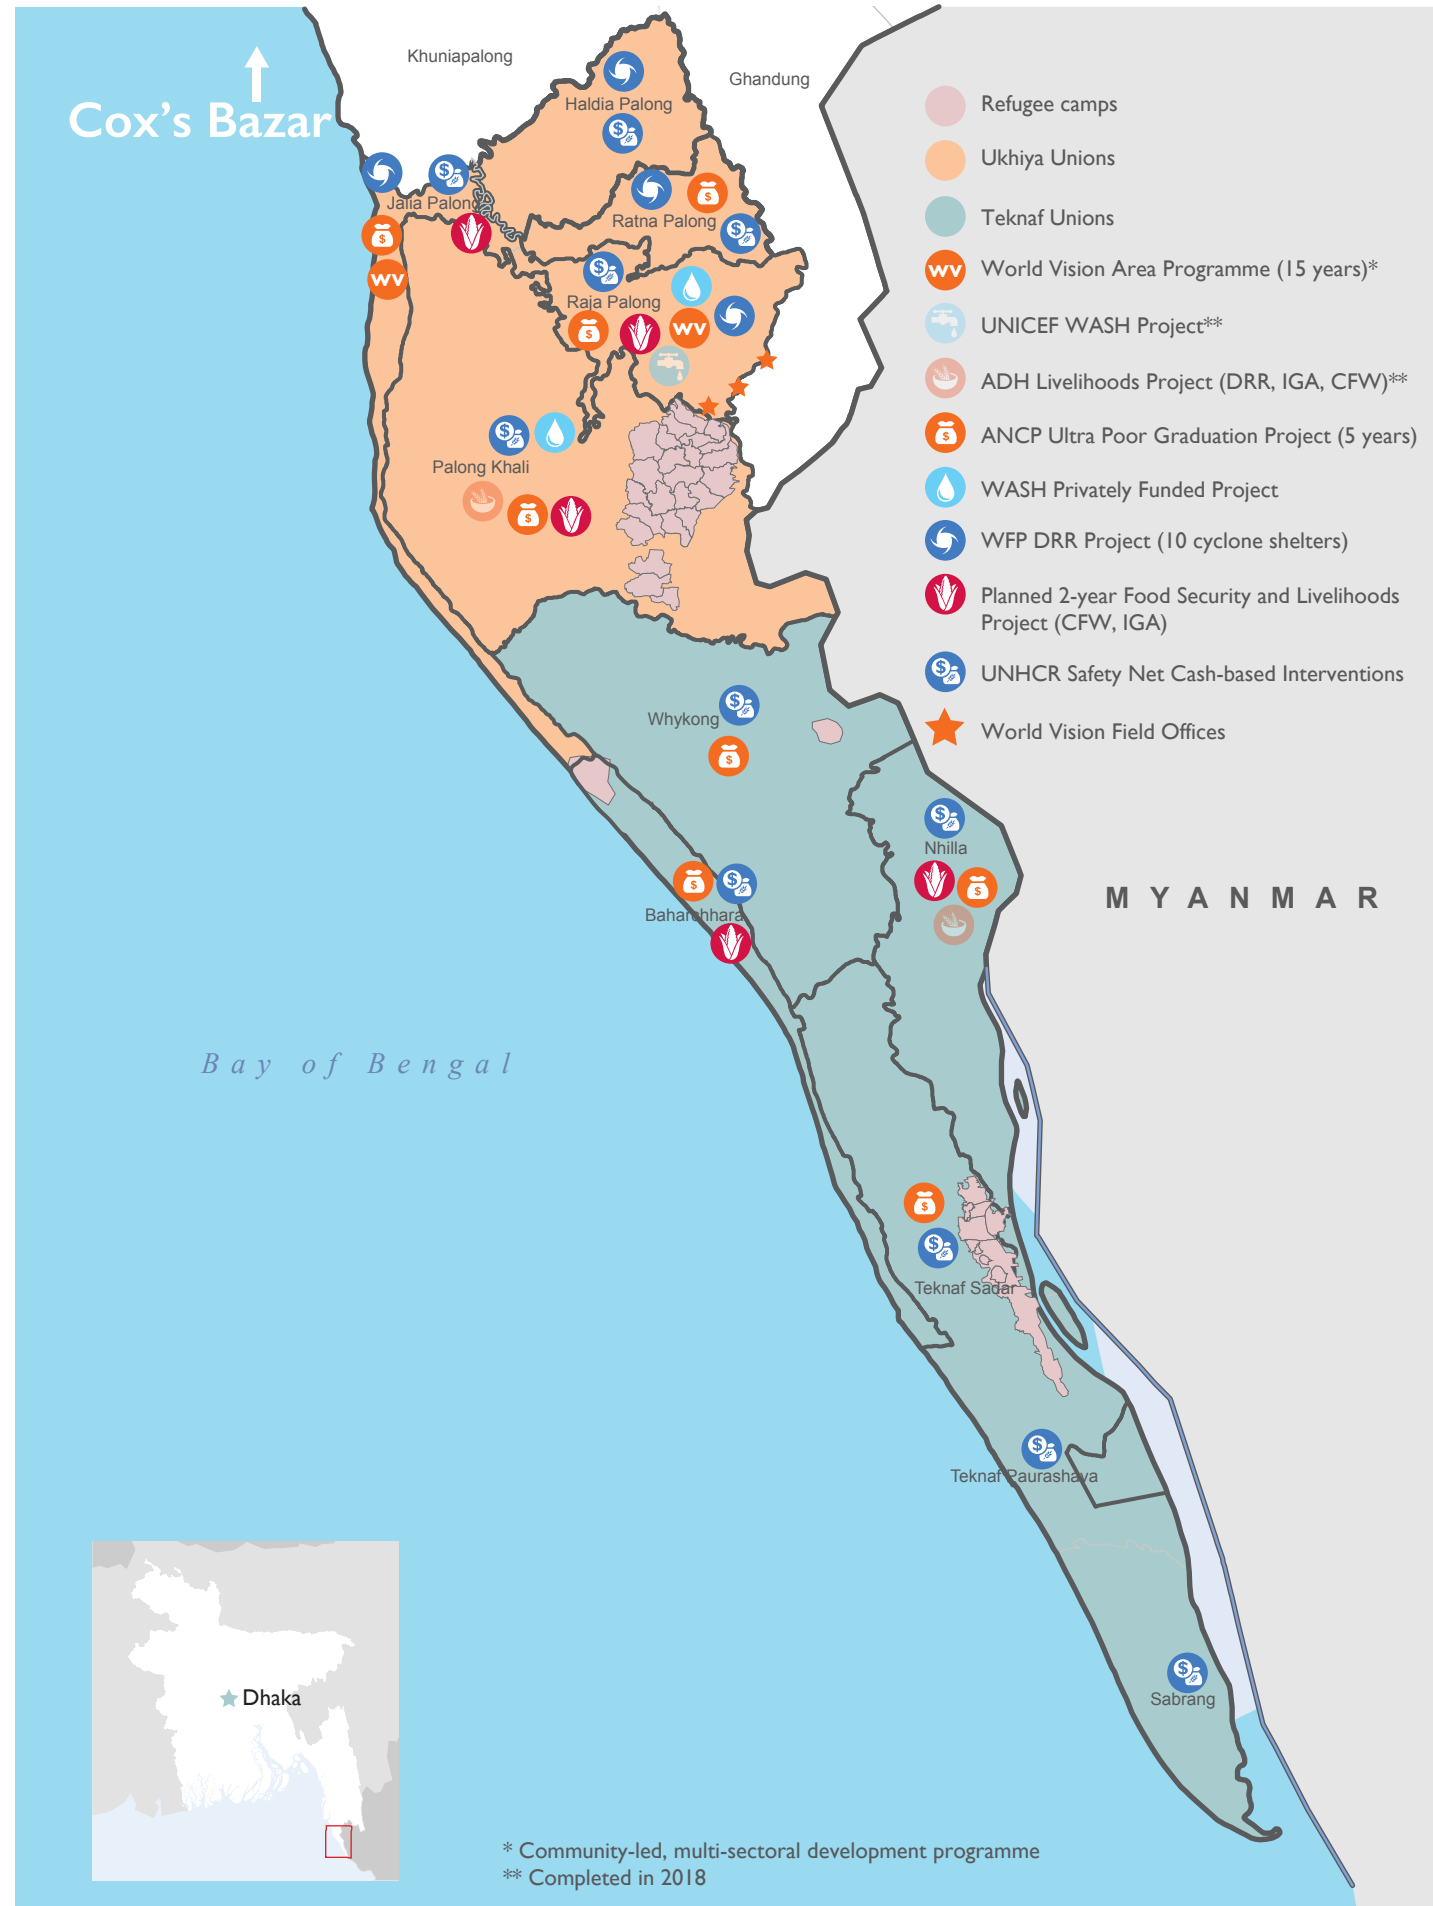 Khuniapalong
Ghandung
Cox's Bazar
Haldia Palong
Jalia Palong
Ratna Palong
Raja Palong
Palong Khali
Whykong
Nhilla
Baharchhara
Teknaf Sadar
Teknaf Paurashava
Sabrang
MYANMAR
Bay of Bengal
Refugee camps
Ukhiya Unions
Teknaf Unions
wv World Vision Area Programme (15 years)*
UNICEF WASH Project**
ADH Livelihoods Project (DRR, IGA, CFW)**
$ ANCP Ultra Poor Graduation Project (5 years)
WASH Privately Funded Project
WFP DRR Project (10 cyclone shelters)
Planned 2-year Food Security and Livelihoods
Project (CFW, IGA)
$ UNHCR Safety Net Cash-based Interventions
World Vision Field Offices
wv
wv
Dhaka
* Community-led, multi-sectoral development programme
** Completed in 2018